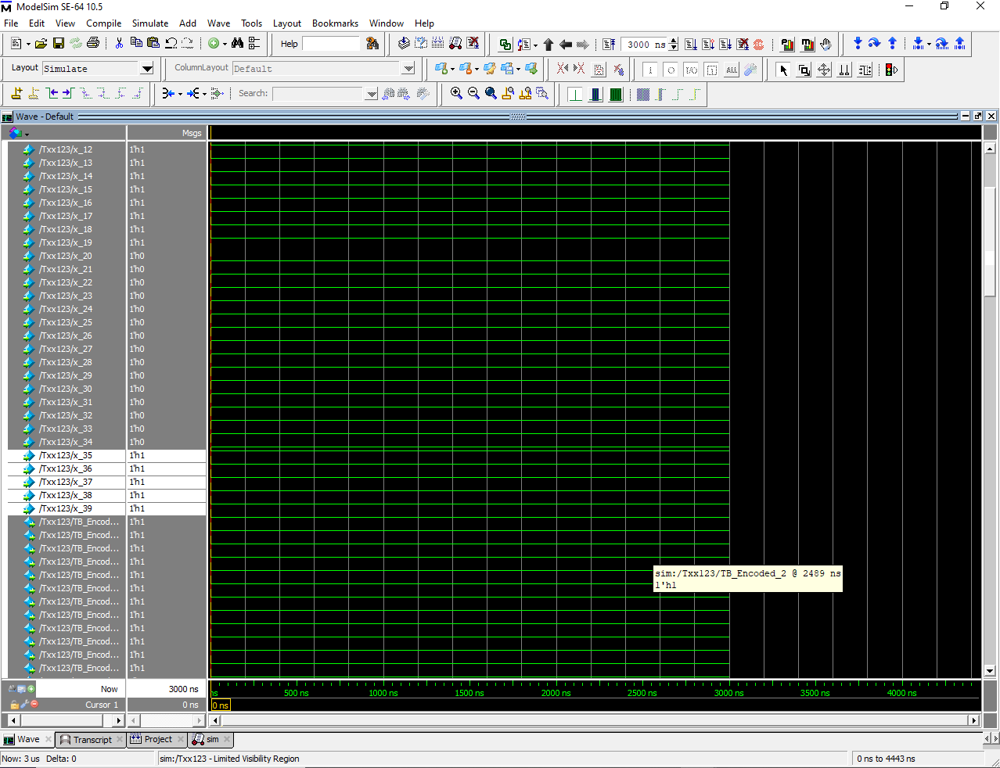 ModelSim SE-64 10.5
File Edit View Compile Simulate Add Wave Tools Layout Bookmarks Window Help
Help
3000 ns
Layout Simulate
ColumnLayout Default
ALL
Search:
Wave - Default
Msgs
/Txx123/x_12 1'h1
/Txx123/x_13 1'h1
/Txx123/x_14 1'h1
/Txx123/x_15 1'h1
/Txx123/x_16 1'h1
/Txx123/x_17 1'h1
/Txx123/x_18 1'h1
/Txx123/x_19 1'h1
/Txx123/x_20 1'h0
/Txx123/x_21 1'h0
/Txx123/x_22 1'h0
/Txx123/x_23 1'h0
/Txx123/x_24 1'h0
/Txx123/x_25 1'h0
/Txx123/x_26 1'h0
/Txx123/x_27 1'h0
/Txx123/x_28 1'h0
/Txx123/x_29 1'h0
/Txx123/x_30 1'h0
/Txx123/x_31 1'h0
/Txx123/x_32 1'h0
/Txx123/x_33 1'h0
/Txx123/x_34 1'h0
/Txx123/x_35 1'h1
/Txx123/x_36 1'h1
/Txx123/x_37 1'h1
/Txx123/x_38 1'h1
/Txx123/x_39 1'h1
/Txx123/TB_Encod... 1'h1
/Txx123/TB_Encod... 1'h1
/Txx123/TB_Encod... 1'h1
/Txx123/TB_Encod... 1'h1
/Txx123/TB_Encod... 1'h1
/Txx123/TB_Encod... 1'h1
/Txx123/TB_Encod... 1'h1
/Txx123/TB_Encod... 1'h1
/Txx123/TB_Encod... 1'h1
/Txx123/TB_Encod... 1'h1
/Txx123/TB_Encod... 1'h1
/Txx123/TB_Encod... 1'h1
sim:/Txx123/TB_Encoded_2 @ 2489 ns
1'h1
Now 3000 ns
ns 500 ns 1000 ns 1500 ns 2000 ns 2500 ns 3000 ns 3500 ns 4000 ns
Cursor 1 0 ns
0 ns
Wave Transcript Project sim
Now: 3 us Delta: 0
sim:/Txx123 - Limited Visibility Region
0 ns to 4443 ns